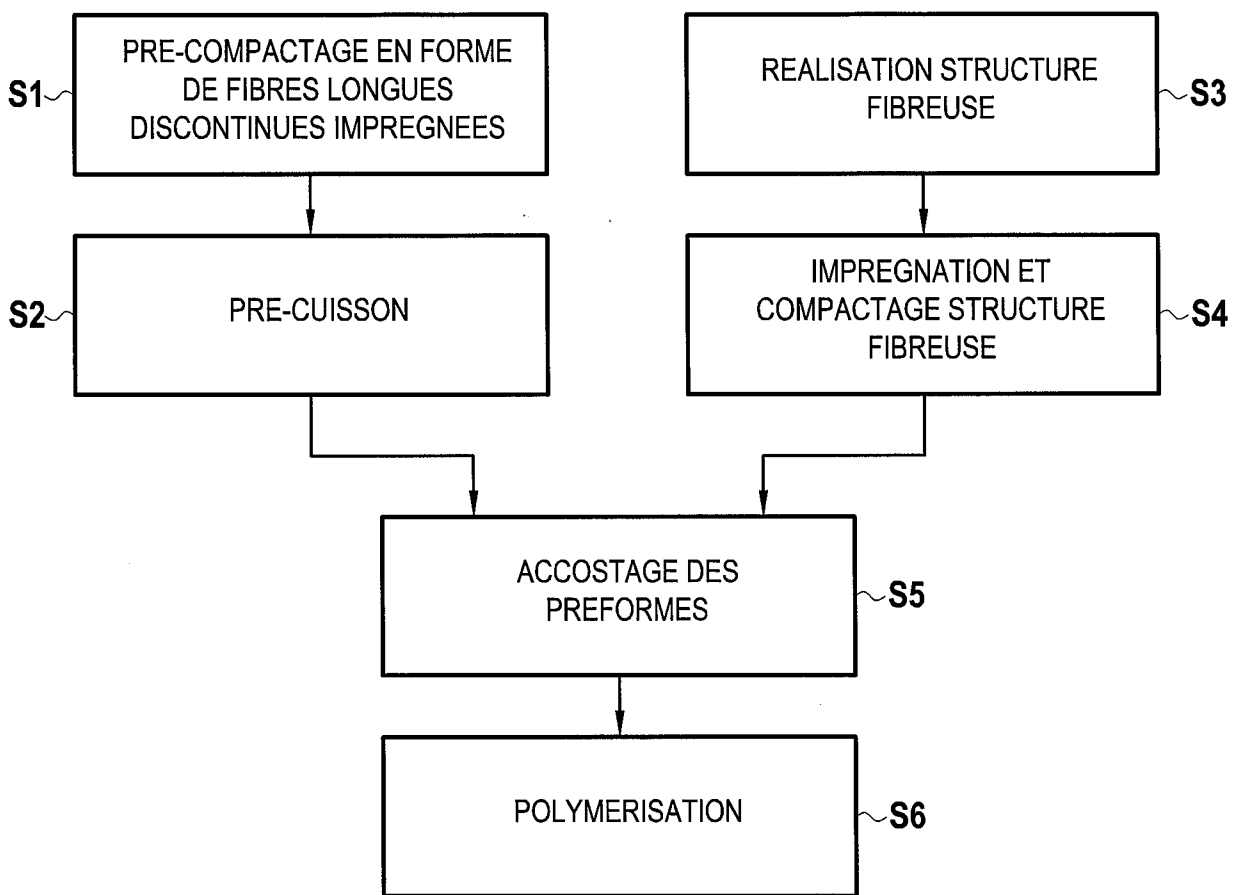 S1
PRE-COMPACTAGE EN FORME
DE FIBRES LONGUES
DISCONTINUES IMPREGNEES
REALISATION STRUCTURE
FIBREUSE
S3
S2
PRE-CUISSON
IMPREGNATION ET
COMPACTAGE STRUCTURE
FIBREUSE
S4
ACCOSTAGE DES
PREFORMES
S5
POLYMERISATION
S6